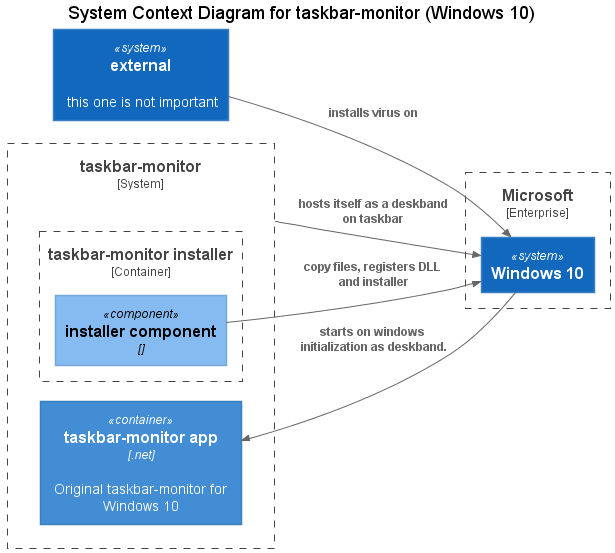 System Context Diagram for taskbar-monitor (Windows 10)
«system»
external
this one is not important
installs virus on
taskbar-monitor
[System]
Microsoft
[Enterprise]
hosts itself as a deskband
on taskbar
«system»
Windows 10
taskbar-monitor installer
[Container]
copy files, registers DLL
and installer
«component»
installer component
[]
starts on windows
initialization as deskband.
«container»
taskbar-monitor app
[.net]
Original taskbar-monitor for
Windows 10